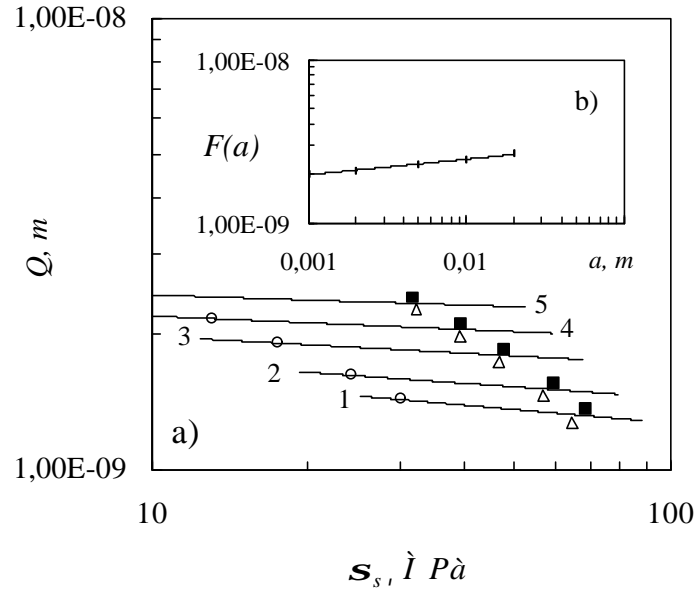 1,00E-08
1,00E-08
b)
F(a)
1,00E-09
0,001
0,01
a, m
Q, m
5
4
3
2
1
a)
1,00E-09
10
100
s s, Ì Pà